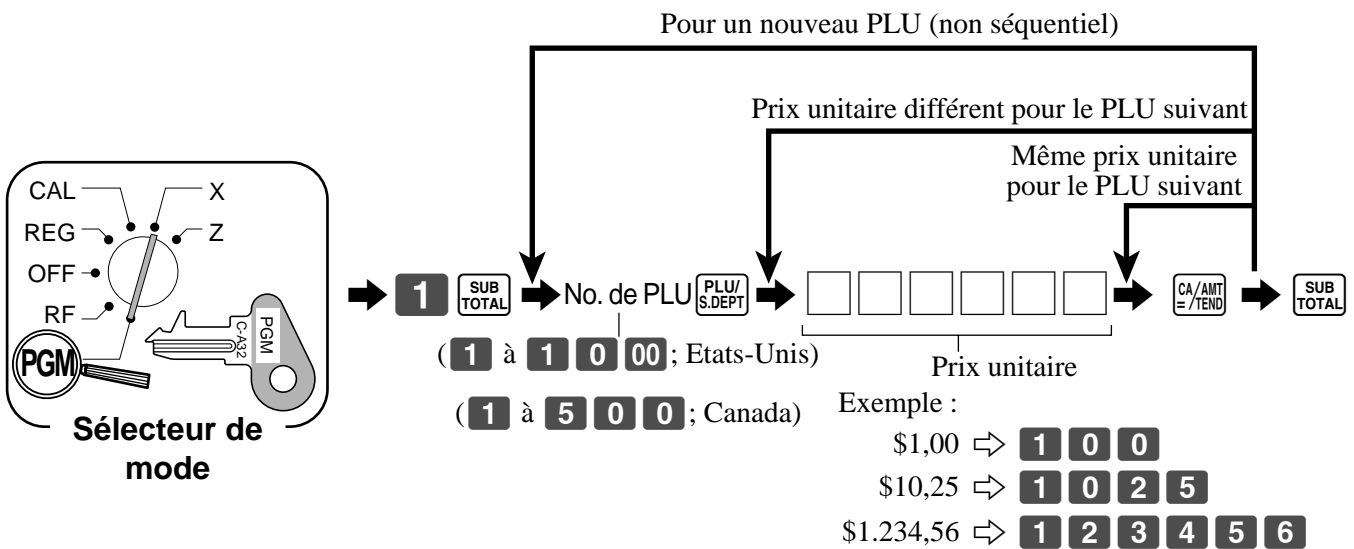 Pour un nouveau PLU (non séquentiel)
Prix unitaire différent pour le PLU suivant
Même prix unitaire
pour le PLU suivant
CAL
X
REG
Z
OFF
RF
PGM
PGM
C-A32
Sélecteur de
mode
1 SUB TOTAL No. de PLU PLU/ S.DEPT CA/AMT = /TEND SUB TOTAL
(1 à 1 0 00; Etats-Unis)
(1 à 5 0 0; Canada)
Prix unitaire
Exemple :
$1,00 ⇨ 1 0 0
$10,25 ⇨ 1 0 2 5
$1.234,56 ⇨ 1 2 3 4 5 6